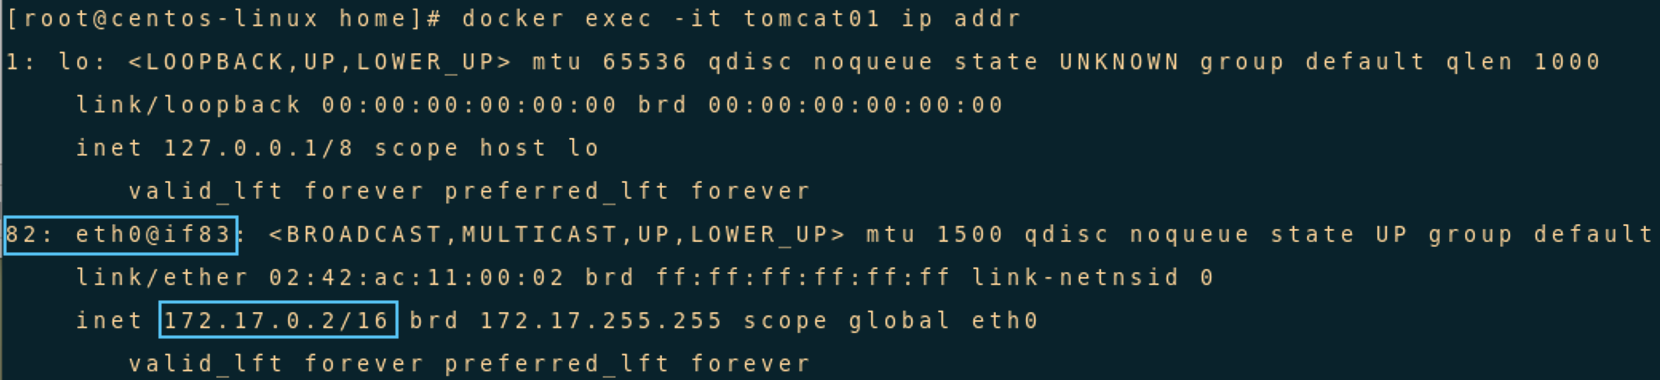 [root@centos-linux home]# docker exec -it tomcat01 ip addr
1: lo: <LOOPBACK,UP,LOWER_UP> mtu 65536 qdisc noqueue state UNKNOWN group default qlen 1000
    link/loopback 00:00:00:00:00:00 brd 00:00:00:00:00:00
    inet 127.0.0.1/8 scope host lo
       valid_lft forever preferred_lft forever
82: eth0@if83: <BROADCAST,MULTICAST,UP,LOWER_UP> mtu 1500 qdisc noqueue state UP group default
    link/ether 02:42:ac:11:00:02 brd ff:ff:ff:ff:ff:ff link-netnsid 0
    inet 172.17.0.2/16 brd 172.17.255.255 scope global eth0
       valid_lft forever preferred_lft forever